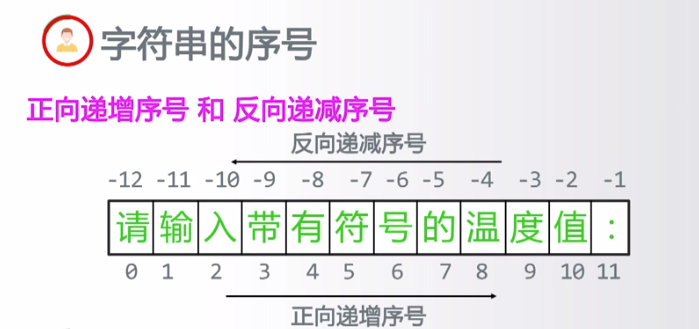 字符串的序号
正向递增序号 和 反向递减序号
反向递减序号
-12 -11 -10 -9 -8 -7 -6 -5 -4 -3 -2 -1
请输入带有符号的温度值:
0 1 2 3 4 5 6 7 8 9 10 11
正向递增序号